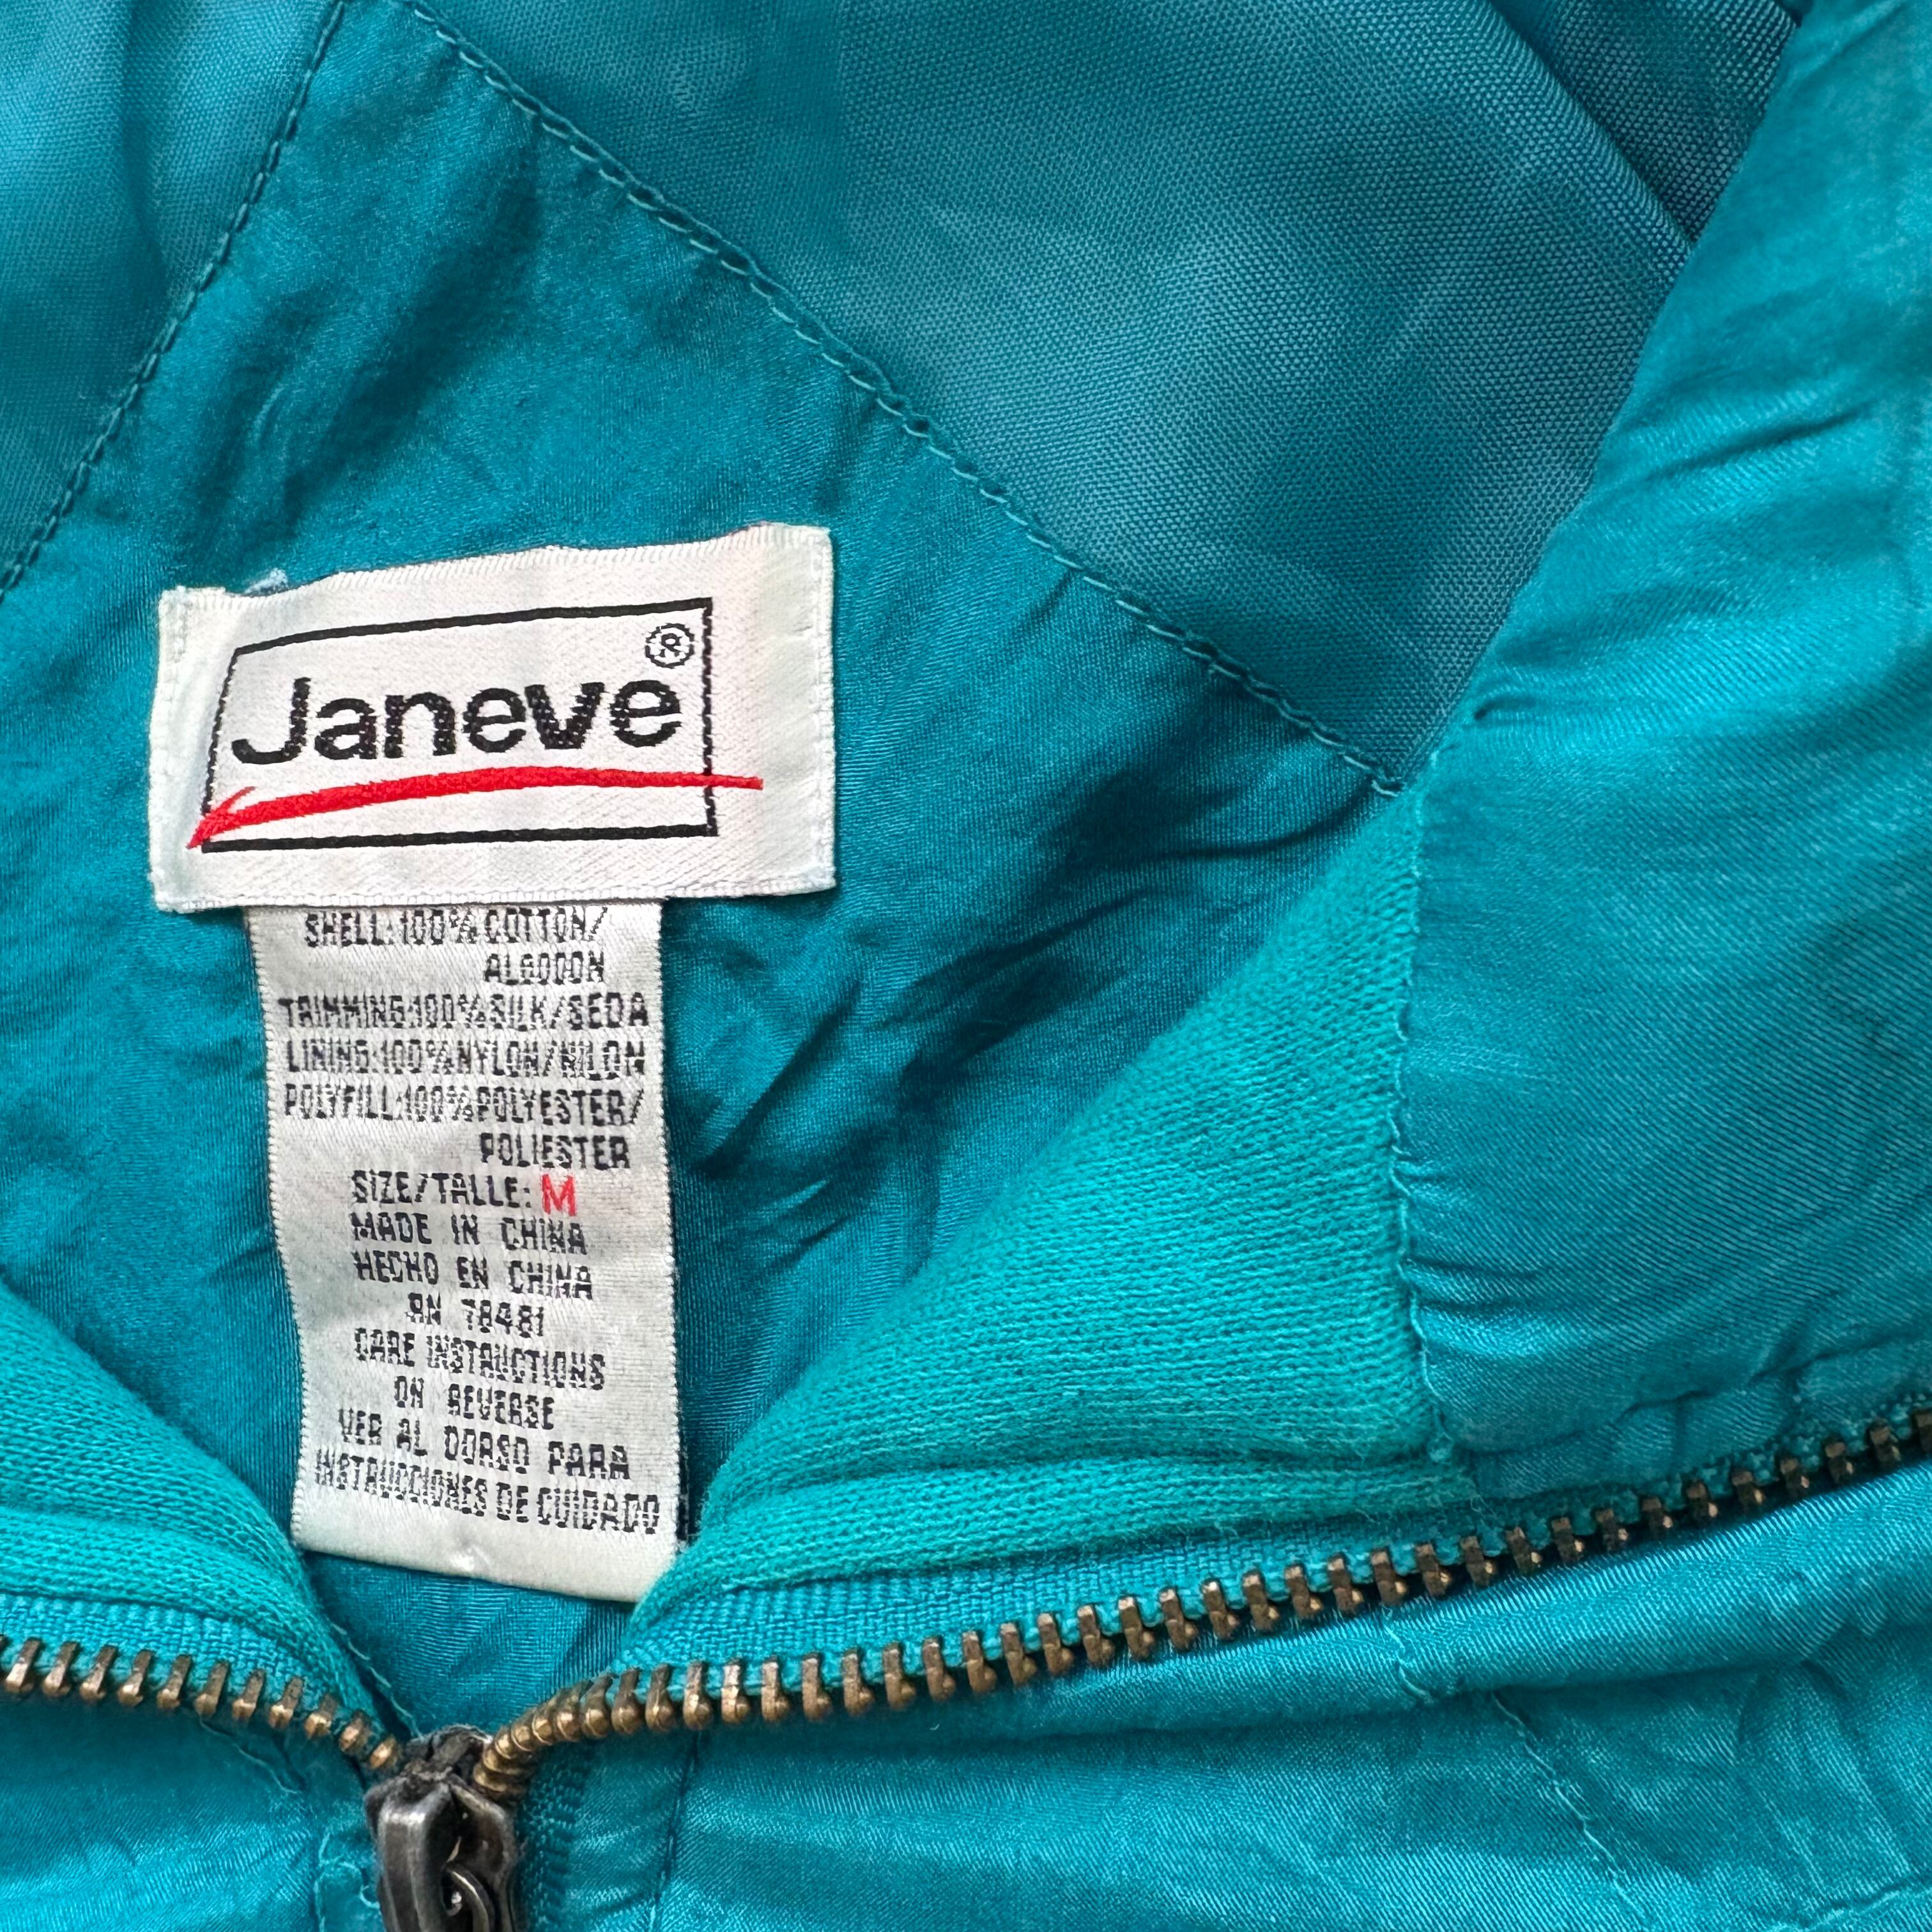 Janeve®
SHELL:100%COTTON/
ALGODON
TRIMMING:100%SILK/SEDA
LINING:100%NYLON/NILON
POLYFILL:100%POLYESTER/
POLIESTER
SIZE/TALLE: M
MADE IN CHINA
HECHO EN CHINA
RN 78481
CARE INSTRUCTIONS
ON REVERSE
VER AL DORSO PARA
INSTRUCCIONES DE CUIDADO